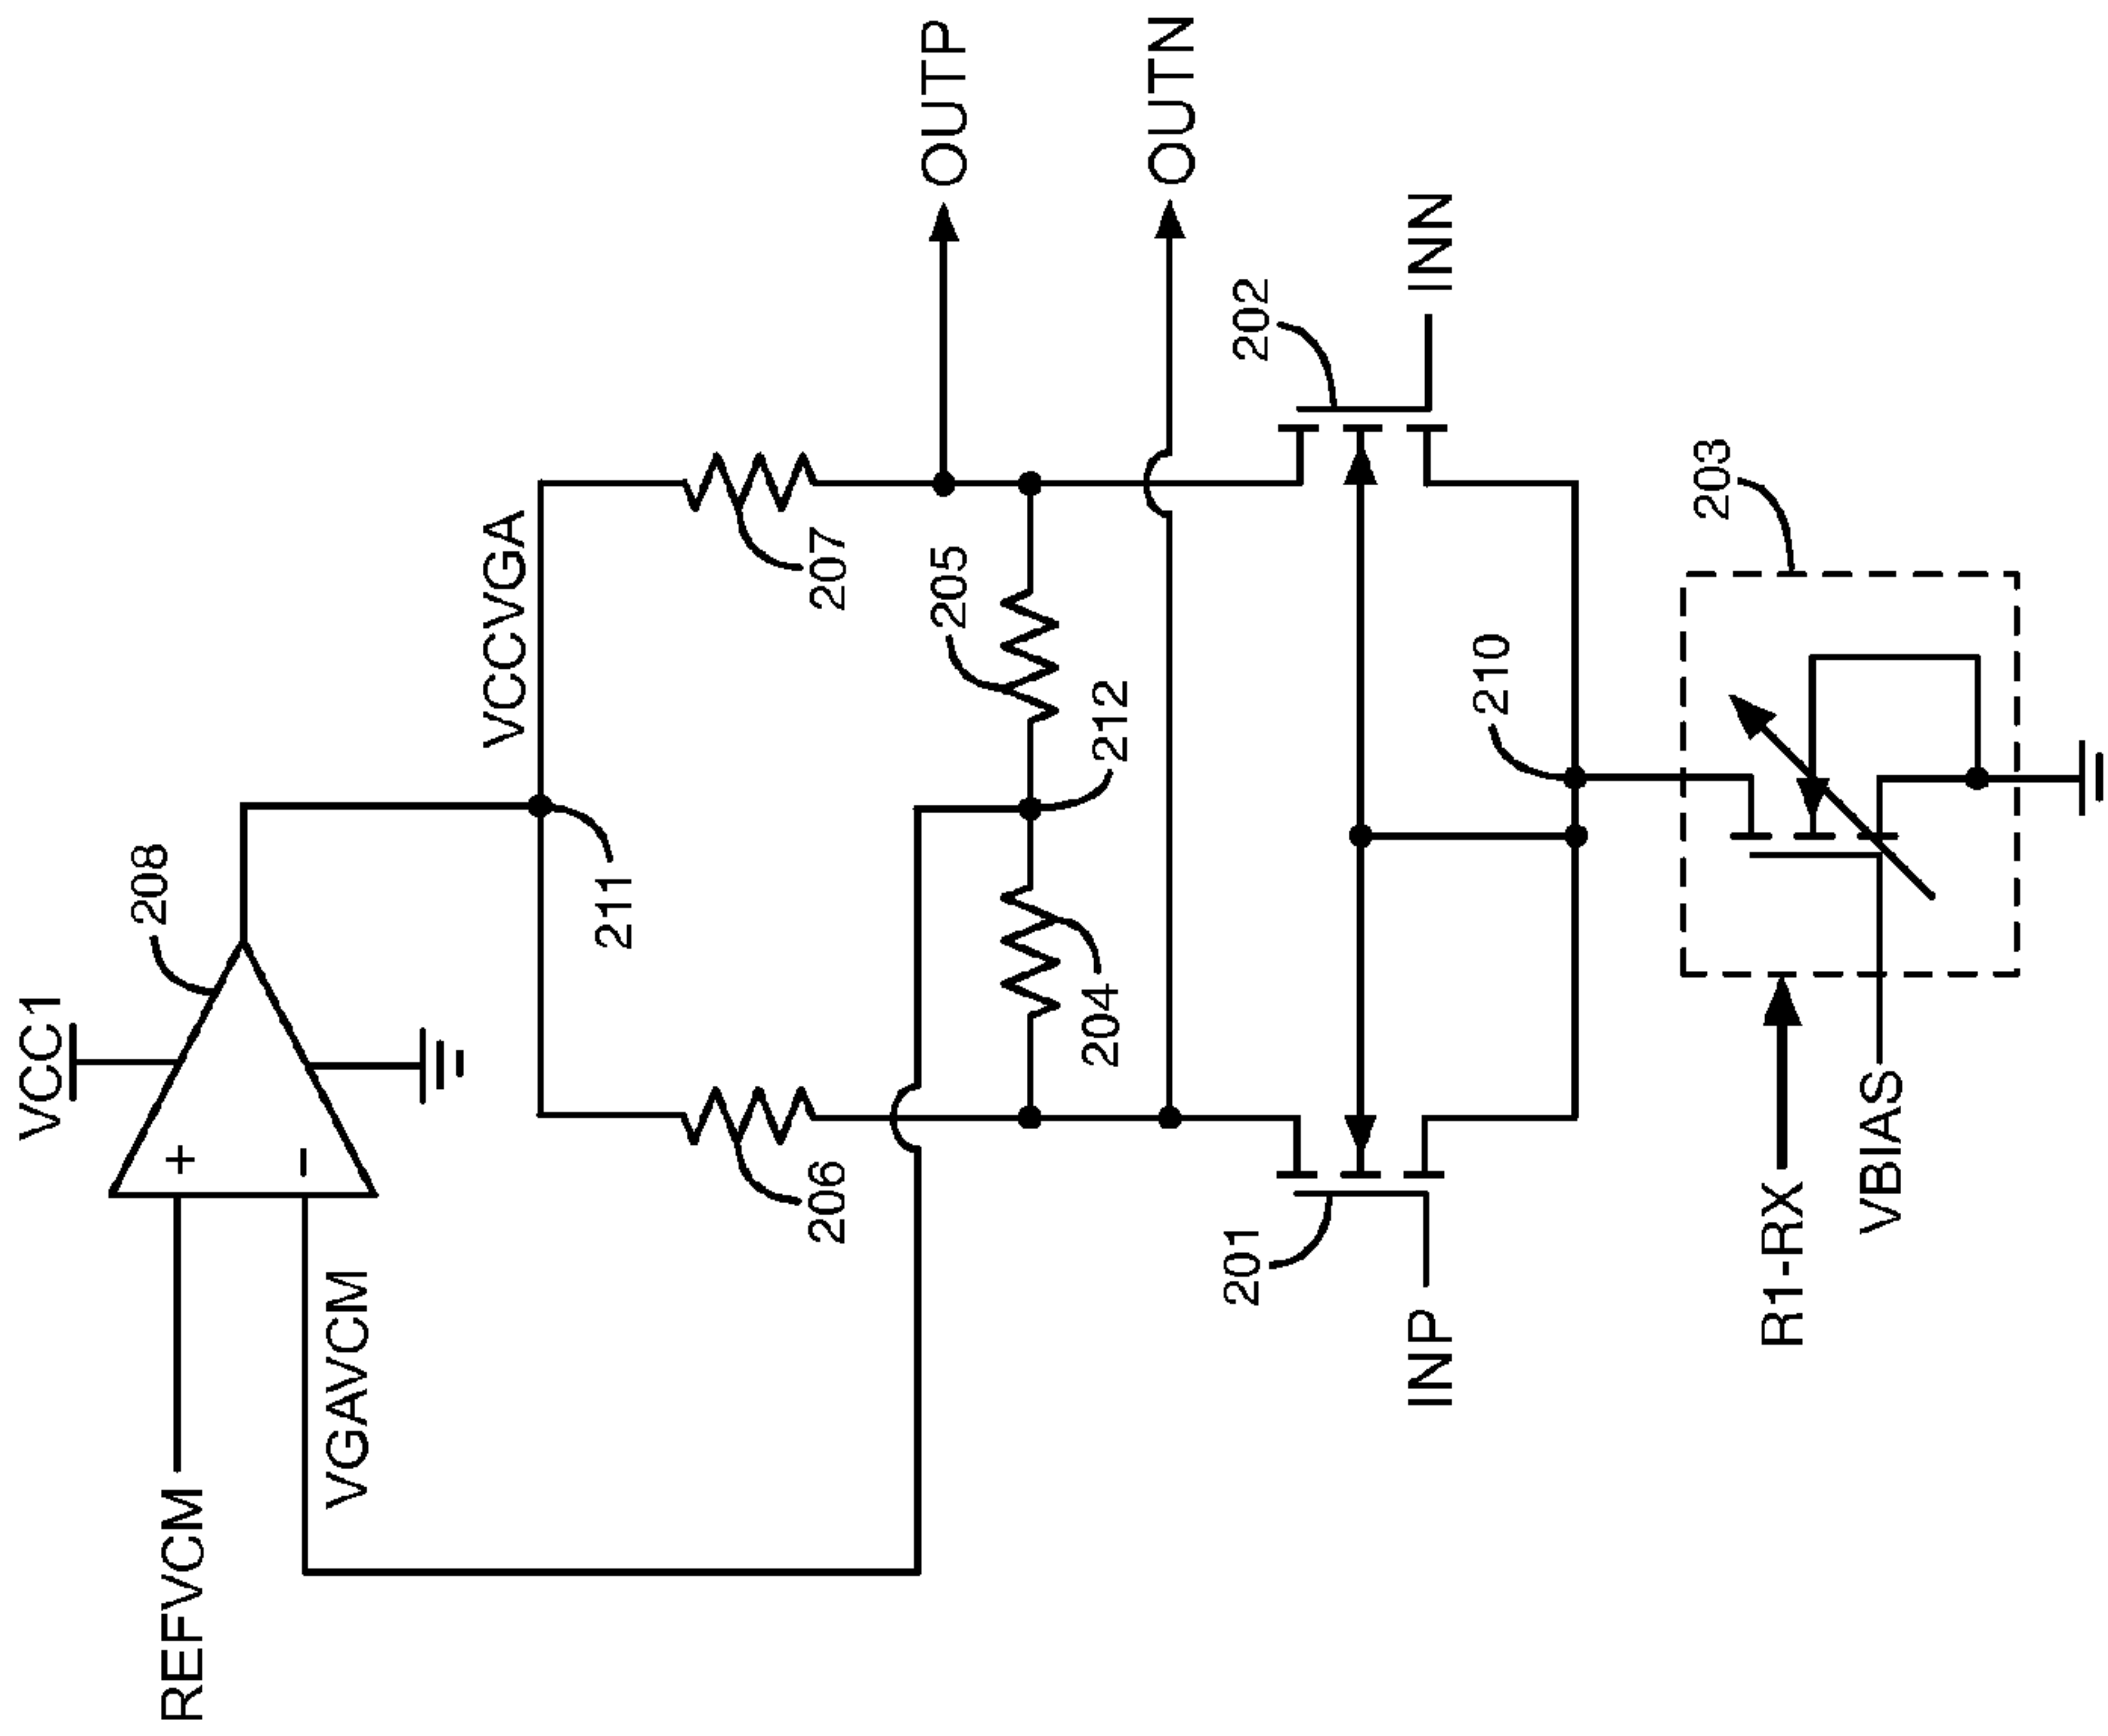 VCC1
208
REFVCM
+
−
VGAVCM
VCCVGA
211
207
206
OUTP
205
212
204
OUTN
202
201
INN
INP
210
203
R1-RX
VBIAS